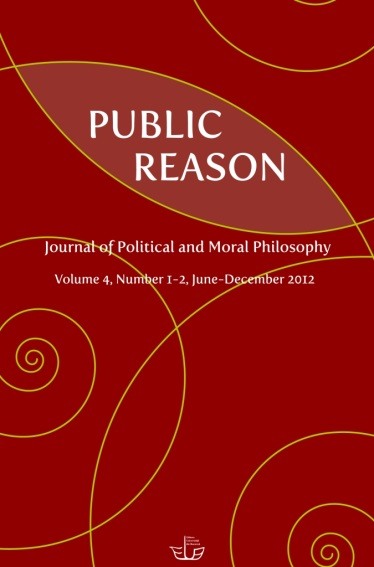 PUBLIC
REASON
Journal of Political and Moral Philosophy
Volume 4, Number 1-2, June-December 2012